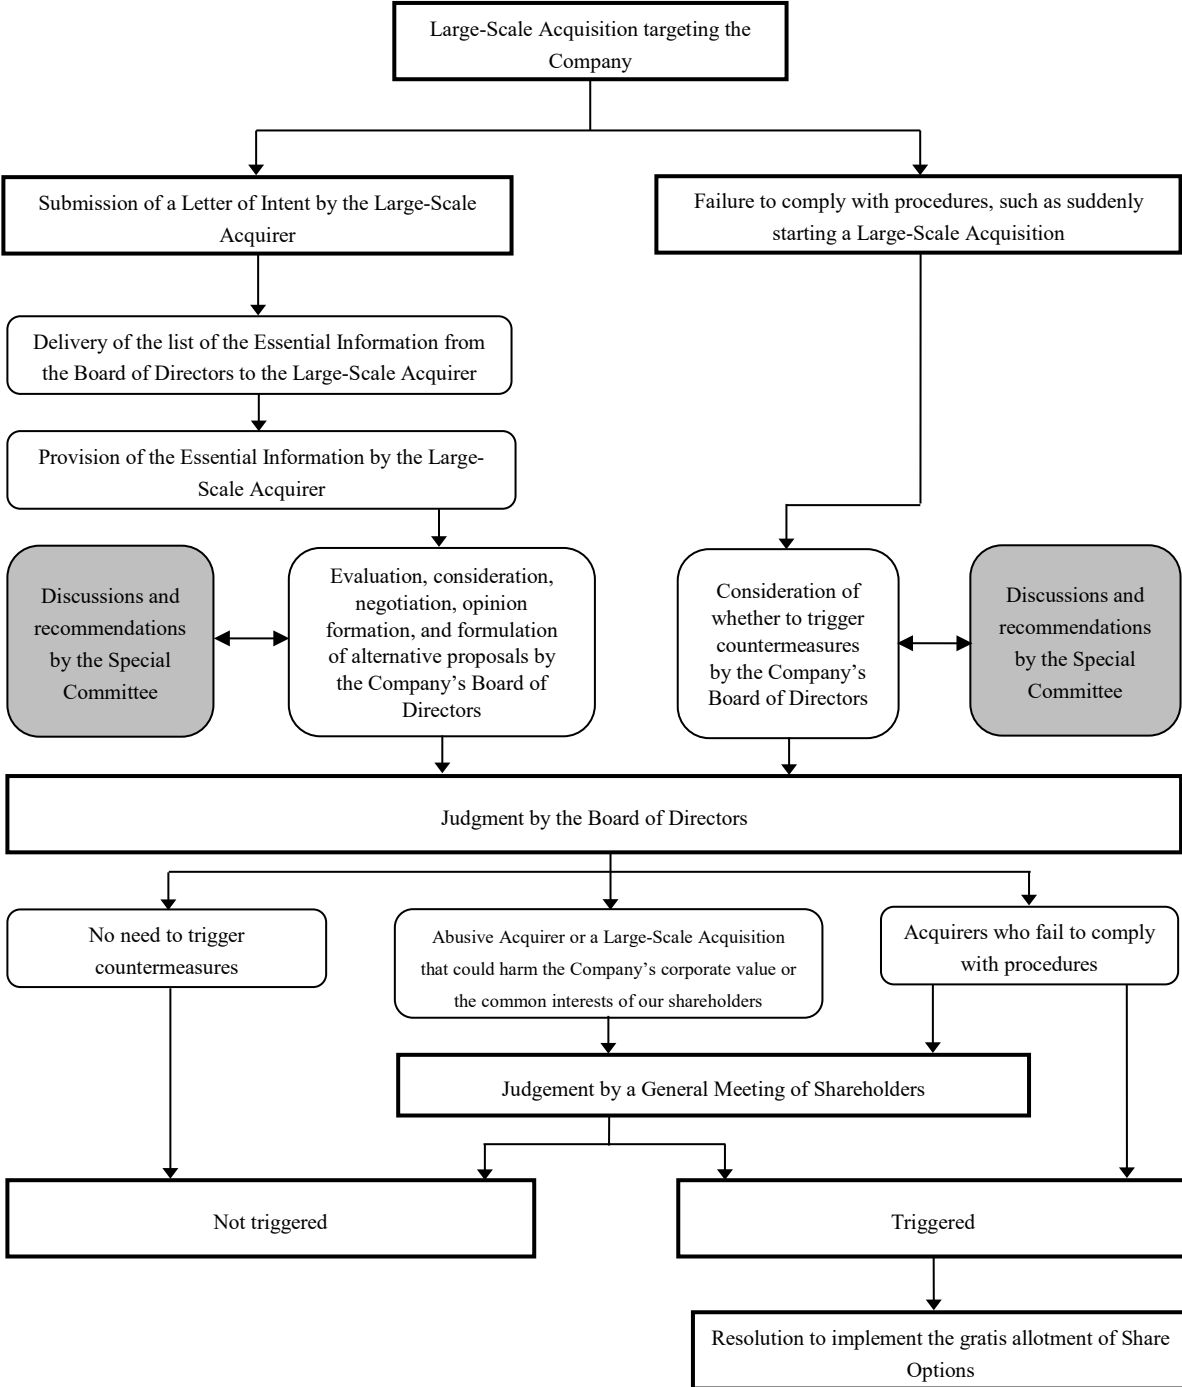 Large-Scale Acquisition targeting the
Company
Submission of a Letter of Intent by the Large-Scale
Acquirer
Failure to comply with procedures, such as suddenly
starting a Large-Scale Acquisition
Delivery of the list of the Essential Information from
the Board of Directors to the Large-Scale Acquirer
Provision of the Essential Information by the Large-
Scale Acquirer
Discussions and
recommendations
by the Special
Committee
Evaluation, consideration,
negotiation, opinion
formation, and formulation
of alternative proposals by
the Company’s Board of
Directors
Consideration of
whether to trigger
countermeasures
by the Company’s
Board of Directors
Discussions and
recommendations
by the Special
Committee
Judgment by the Board of Directors
No need to trigger
countermeasures
Abusive Acquirer or a Large-Scale Acquisition
that could harm the Company’s corporate value or
the common interests of our shareholders
Acquirers who fail to comply
with procedures
Judgement by a General Meeting of Shareholders
Not triggered
Triggered
Resolution to implement the gratis allotment of Share
Options